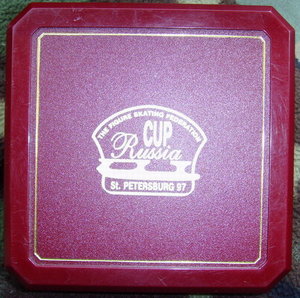 THE FIGURE SKATING FEDERATION
CUP
Russia
St. PETERSBURG 97